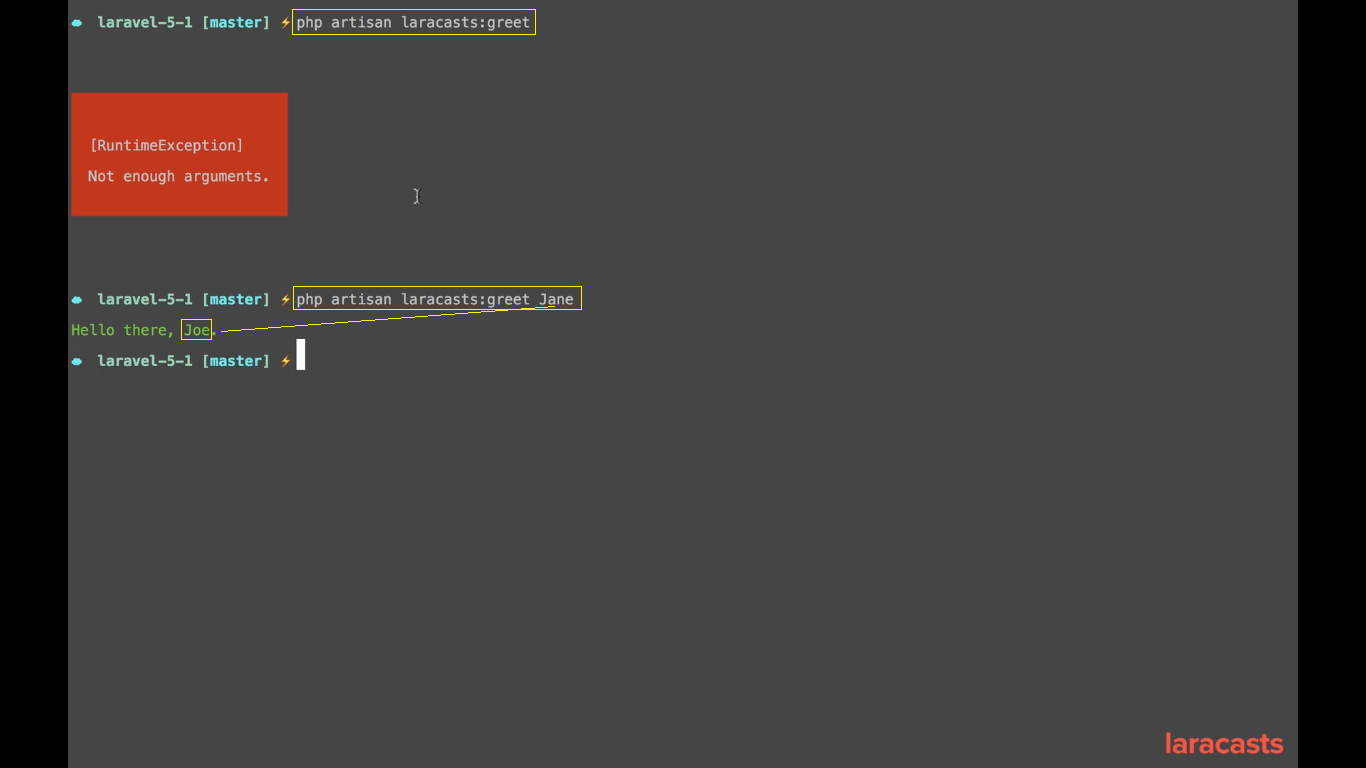 laravel-5-1 [master] ⚡php artisan laracasts:greet
[RuntimeException]
Not enough arguments.
laravel-5-1 [master] ⚡php artisan laracasts:greet Jane
Hello there, Joe.
laravel-5-1 [master] ⚡
laracasts